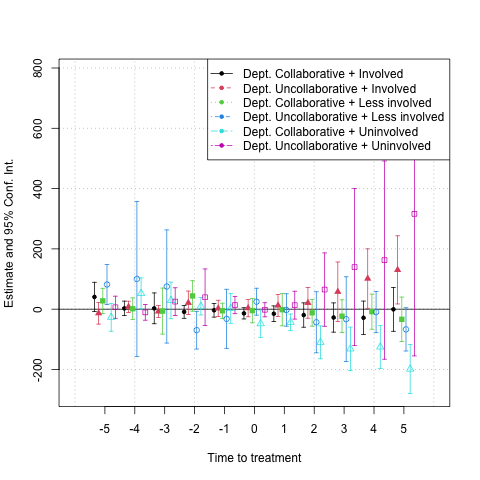 Dept. Collaborative + Involved
Dept. Uncollaborative + Involved
Dept. Collaborative + Less involved
Dept. Uncollaborative + Less involved
Dept. Collaborative + Uninvolved
Dept. Uncollaborative + Uninvolved
Estimate and 95% Conf. Int.
800
600
400
200
0
-200
-5 -4 -3 -2 -1 0 1 2 3 4 5
Time to treatment